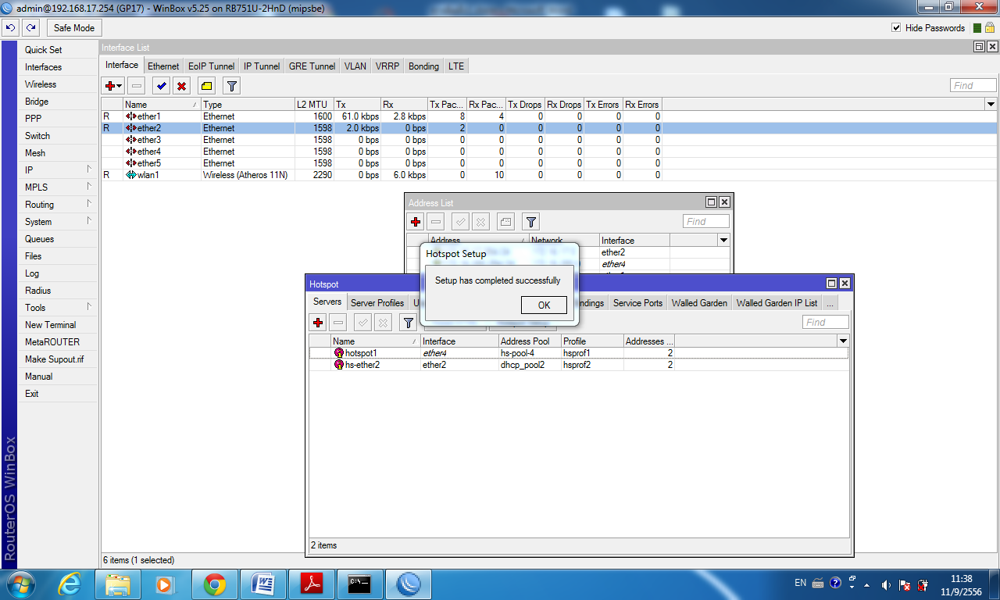 admin@192.168.17.254 (GP17) - WinBox v5.25 on RB751U-2HnD (mipsbe)
Safe Mode
Hide Passwords
Quick Set
Interfaces
Wireless
Bridge
PPP
Switch
Mesh
IP
MPLS
Routing
System
Queues
Files
Log
Radius
Tools
New Terminal
MetaROUTER
Make Supout.rif
Manual
Exit
RouterOS WinBox
Interface List
Interface Ethernet EoIP Tunnel IP Tunnel GRE Tunnel VLAN VRRP Bonding LTE
Find
Name Type L2 MTU Tx Rx Tx Pac... Rx Pac... Tx Drops Rx Drops Tx Errors Rx Errors
R ether1 Ethernet 1600 61.0 kbps 2.8 kbps 8 4 0 0 0 0
R ether2 Ethernet 1598 2.0 kbps 0 bps 2 0 0 0 0 0
ether3 Ethernet 1598 0 bps 0 bps 0 0 0 0 0 0
ether4 Ethernet 1598 0 bps 0 bps 0 0 0 0 0 0
ether5 Ethernet 1598 0 bps 0 bps 0 0 0 0 0 0
R wlan1 Wireless (Atheros 11N) 2290 0 bps 6.0 kbps 0 10 0 0 0 0
Address List
Find
Address Network Interface
ether2
ether4
Hotspot Setup
Setup has completed successfully
OK
Hotspot
Servers Server Profiles Service Ports Walled Garden Walled Garden IP List ...
Find
Name Interface Address Pool Profile Addresses ...
hotspot1 ether4 hs-pool-4 hsprof1 2
hs-ether2 ether2 dhcp_pool2 hsprof2 2
2 items
6 items (1 selected)
EN
11:38
11/9/2556